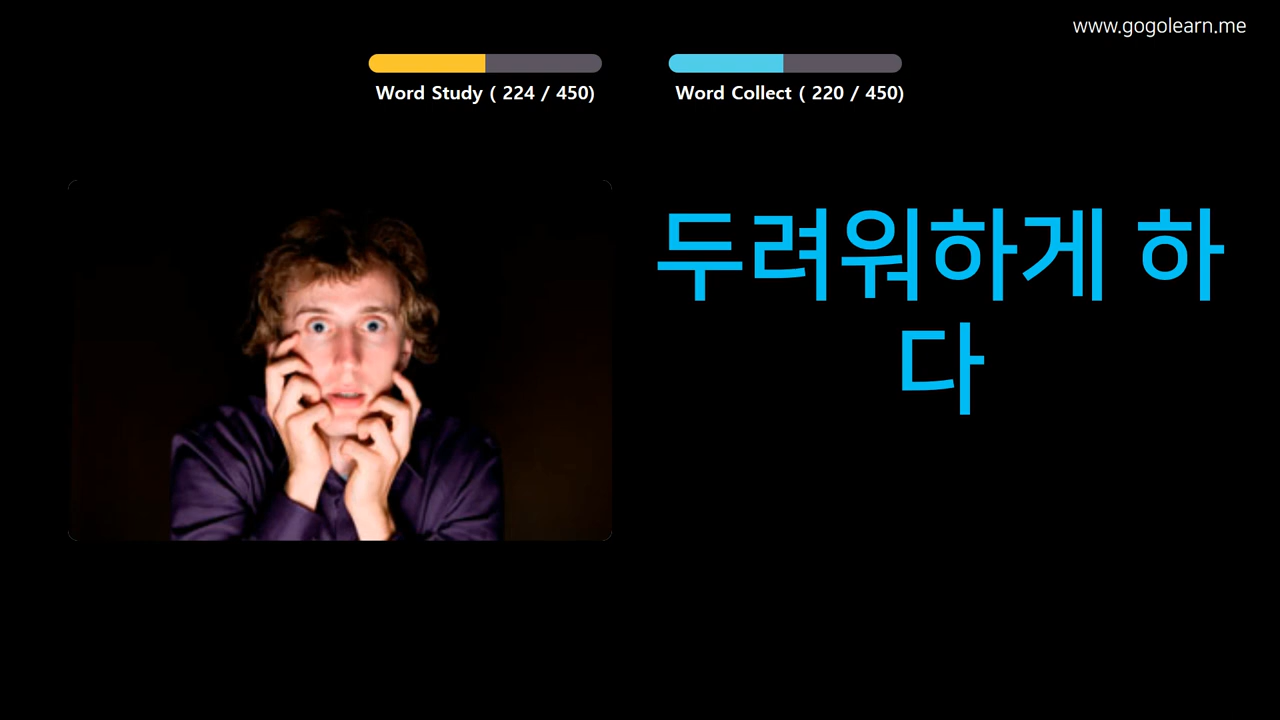 www.gogolearn.me
Word Study ( 224 / 450)
Word Collect ( 220 / 450)
두려워하게 하
다